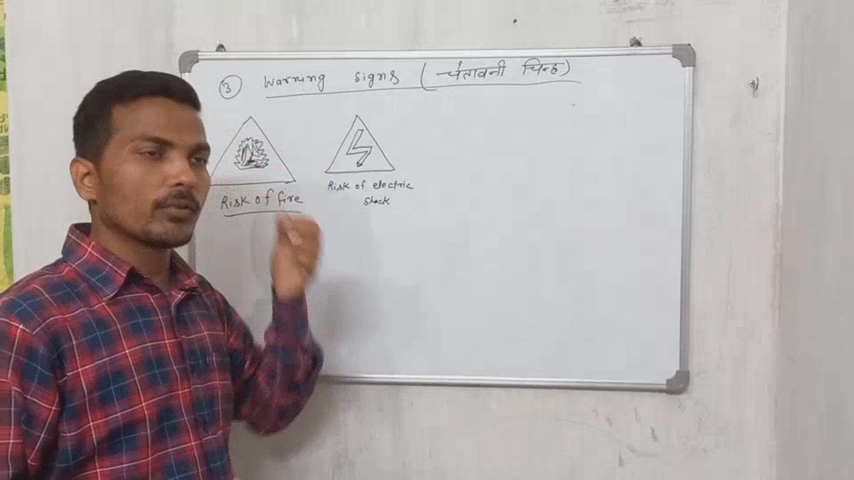 ③ Warning signs (चेतावनी चिन्ह)
Risk of fire
Risk of electric
shock